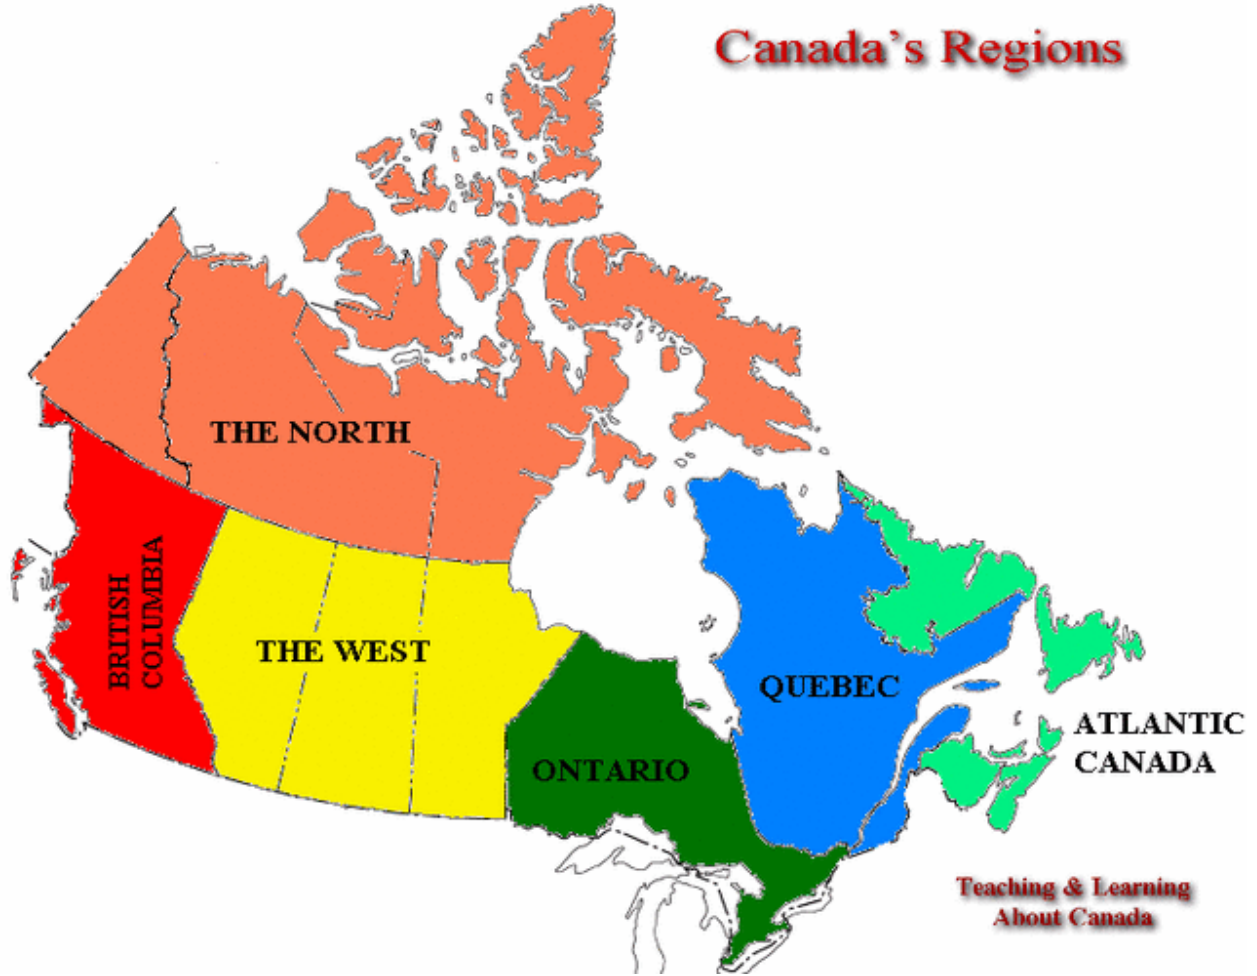 Canada's Regions
THE NORTH
BRITISH
COLUMBIA
THE WEST
QUEBEC
ONTARIO
ATLANTIC
CANADA
Teaching & Learning
About Canada